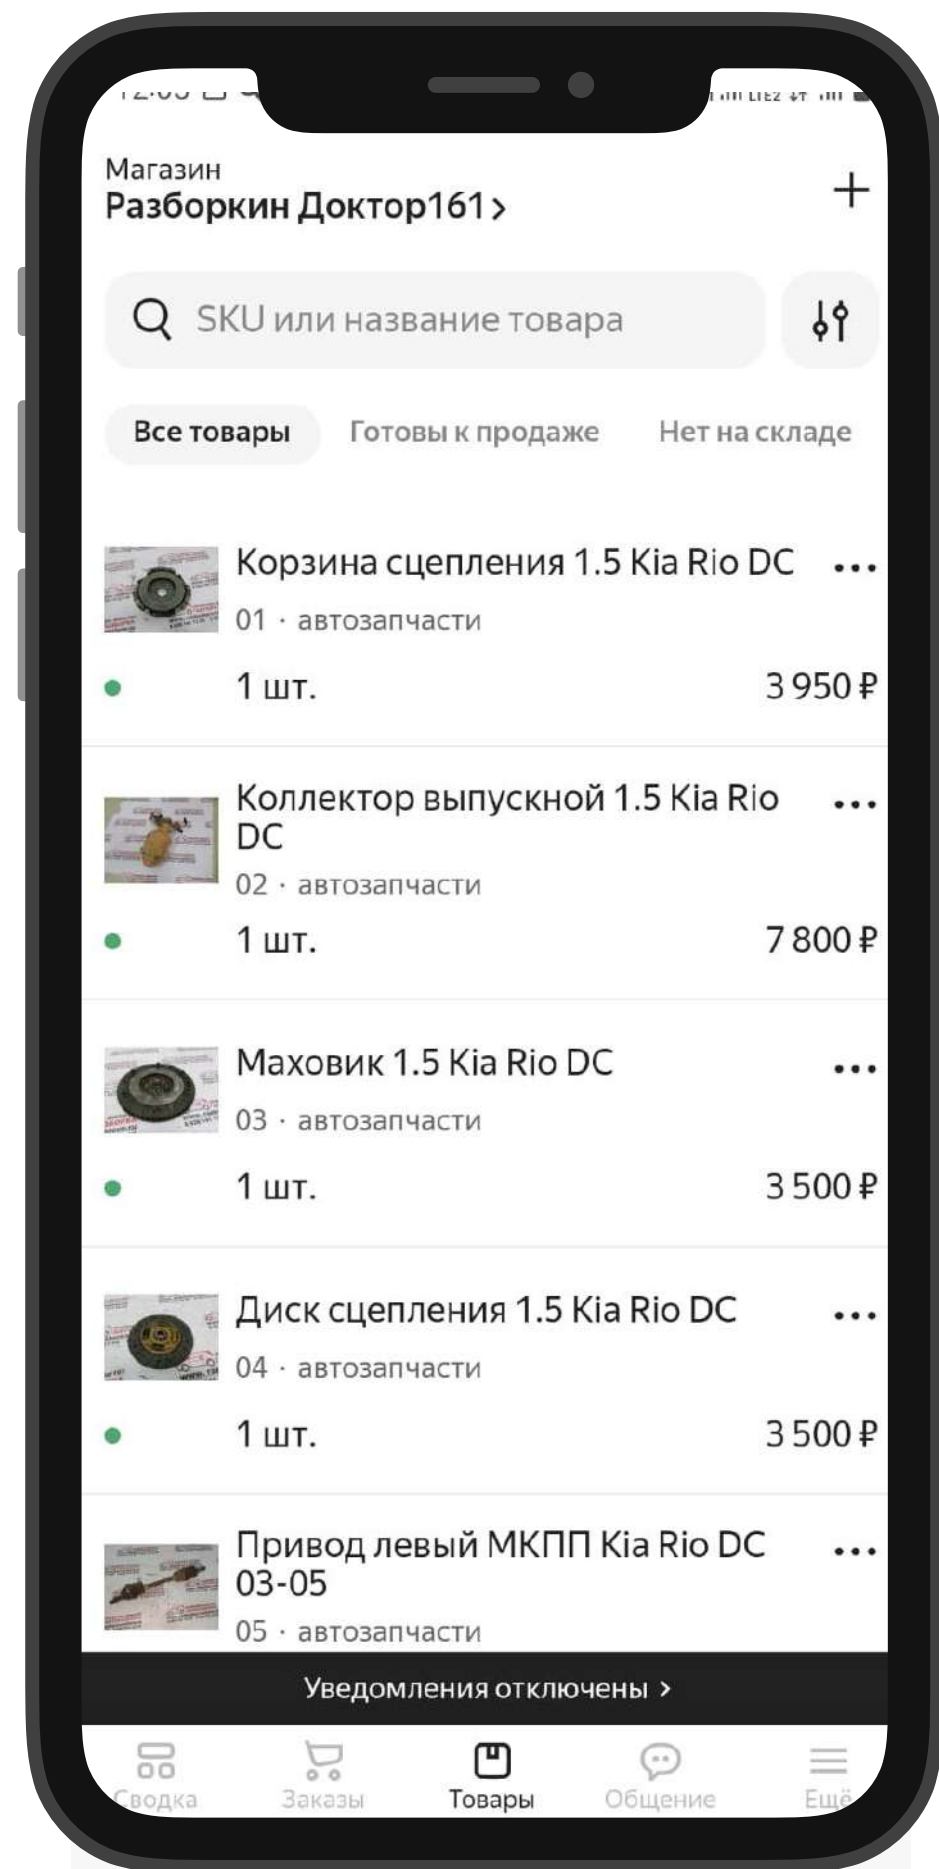 Магазин
Разборкин Доктор161 >
SKU или название товара
Все товары Готовы к продаже Нет на складе
Корзина сцепления 1.5 Kia Rio DC
01 · автозапчасти
1 шт. 3 950 ₽
Коллектор выпускной 1.5 Kia Rio
DC
02 · автозапчасти
1 шт. 7 800 ₽
Маховик 1.5 Kia Rio DC
03 · автозапчасти
1 шт. 3 500 ₽
Диск сцепления 1.5 Kia Rio DC
04 · автозапчасти
1 шт. 3 500 ₽
Привод левый МКПП Kia Rio DC
03-05
05 · автозапчасти
Уведомления отключены >
Сводка Заказы Товары Общение Ещё